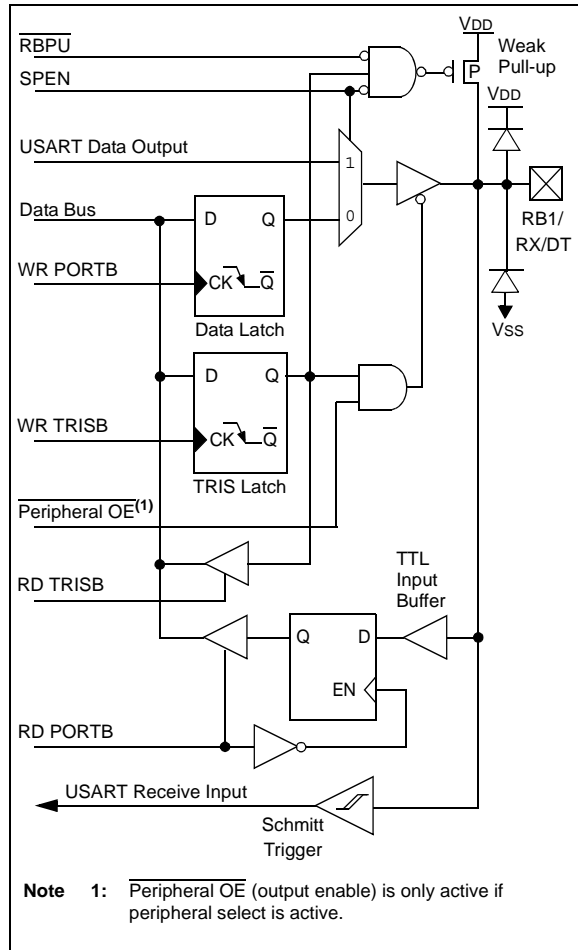 VDD
RBPU
Weak
Pull-up
P
SPEN
VDD
USART Data Output
1
Data Bus
D
Q
0
RB1/
RX/DT
WR PORTB
CK
Q
Data Latch
VSS
D
Q
WR TRISB
CK
Q
TRIS Latch
Peripheral OE(1)
TTL
Input
Buffer
RD TRISB
Q
D
EN
RD PORTB
USART Receive Input
Schmitt
Trigger
Note 1: Peripheral OE (output enable) is only active if
peripheral select is active.